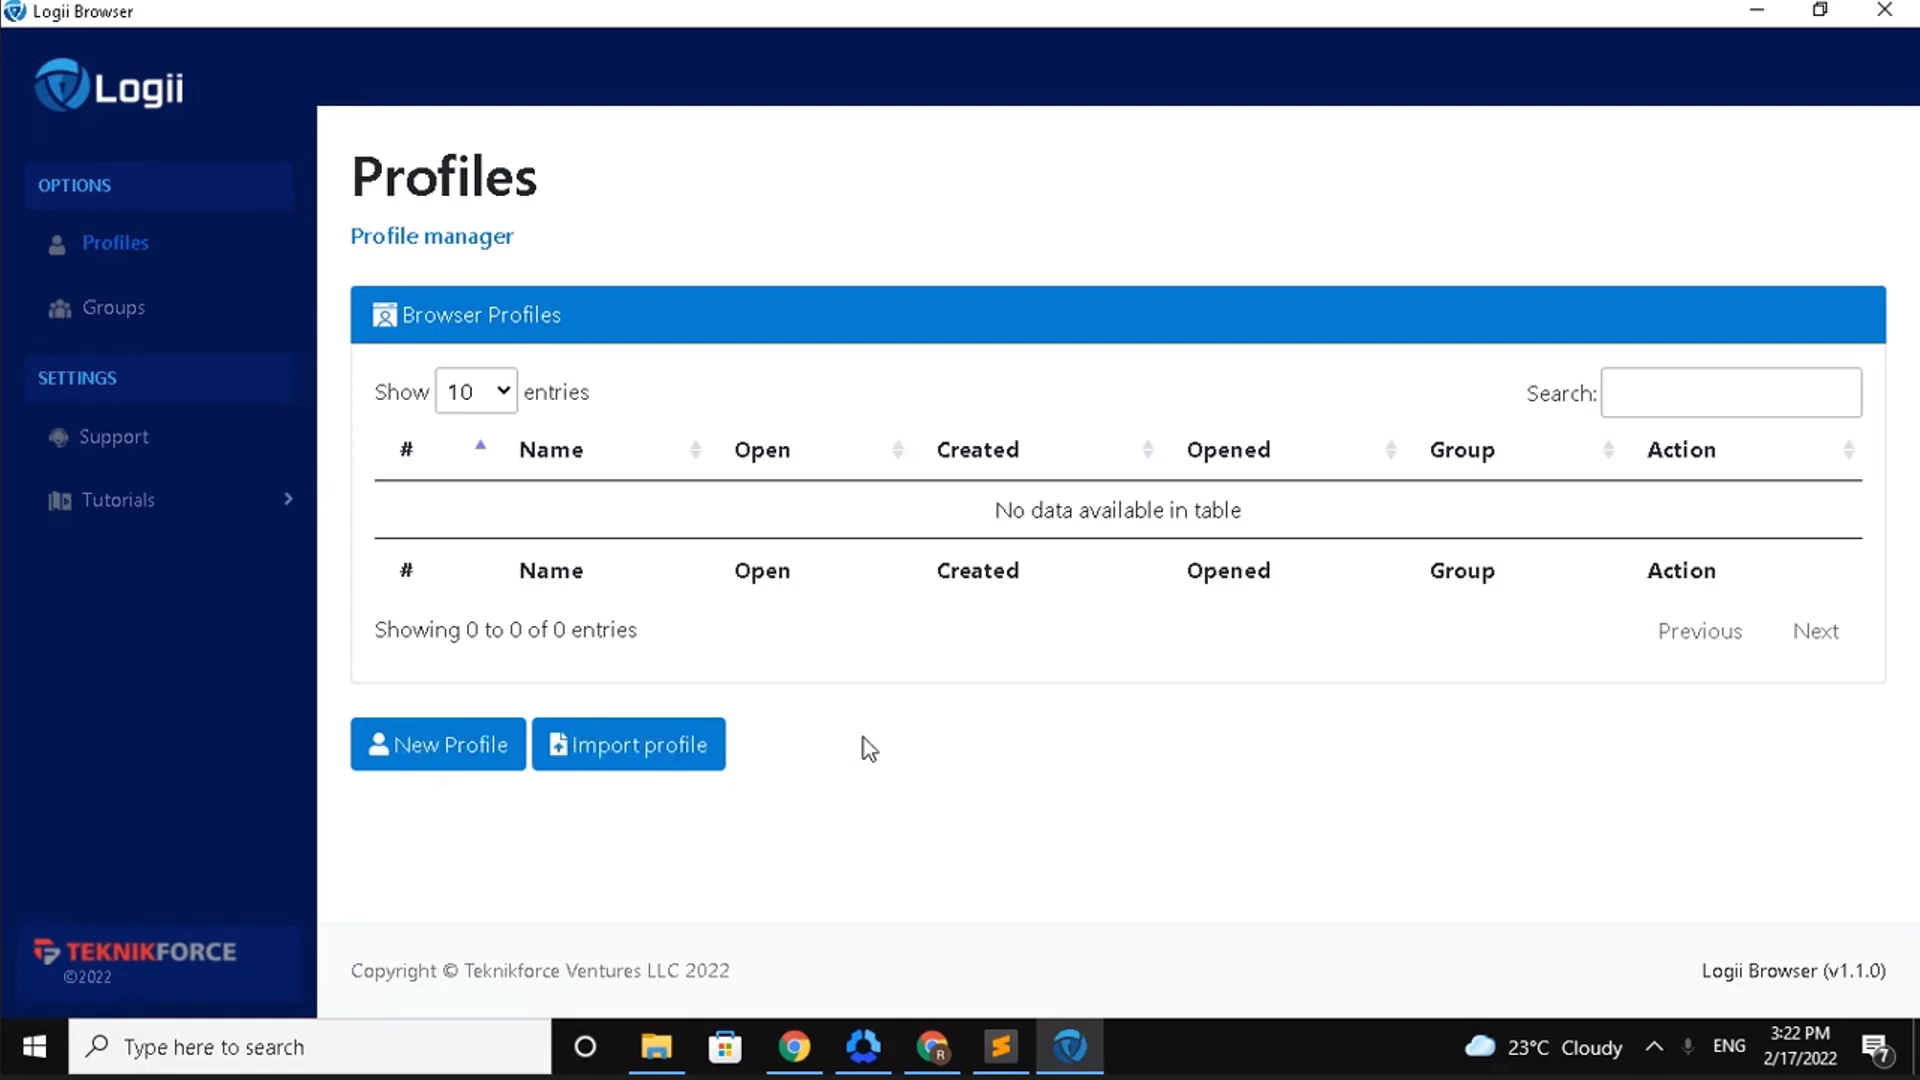 Logii Browser
Logii
OPTIONS
Profiles
Groups
SETTINGS
Support
Tutorials
TEKNIKFORCE
©2022
Profiles
Profile manager
Browser Profiles
Show 10 entries
Search:
# Name Open Created Opened Group Action
No data available in table
# Name Open Created Opened Group Action
Showing 0 to 0 of 0 entries
Previous Next
New Profile Import profile
Copyright © Teknikforce Ventures LLC 2022
Logii Browser (v1.1.0)
Type here to search
R
23°C Cloudy
ENG
3:22 PM
2/17/2022
7